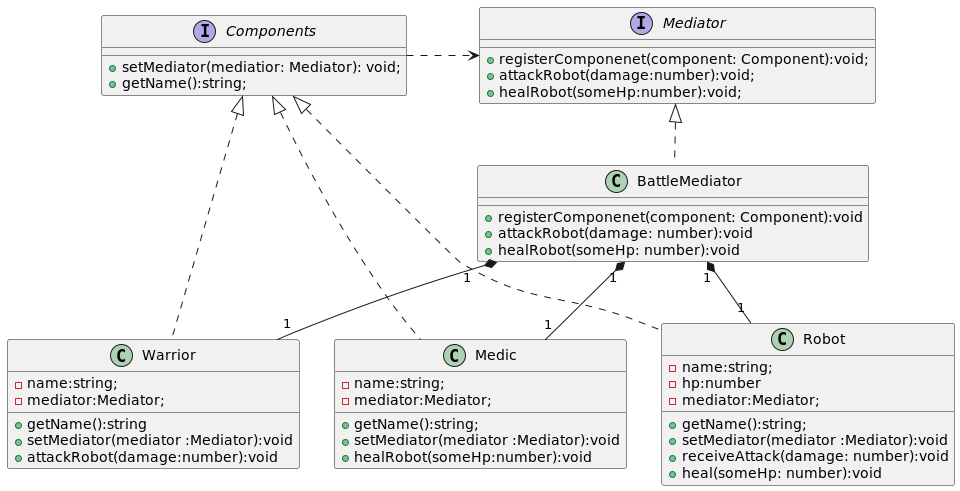 I Components
+ setMediator(mediatior: Mediator): void;
+ getName():string;
I Mediator
+ registerComponenet(component: Component):void;
+ attackRobot(damage:number):void;
+ healRobot(someHp:number):void;
C BattleMediator
+ registerComponenet(component: Component):void
+ attackRobot(damage: number):void
+ healRobot(someHp: number):void
1 1 1
1 1 1
C Warrior
name:string;
mediator:Mediator;
getName():string
setMediator(mediator :Mediator):void
attackRobot(damage:number):void
C Medic
name:string;
mediator:Mediator;
getName():string;
setMediator(mediator :Mediator):void
healRobot(someHp:number):void
C Robot
name:string;
hp:number
mediator:Mediator;
getName():string;
setMediator(mediator :Mediator):void
receiveAttack(damage: number):void
heal(someHp: number):void